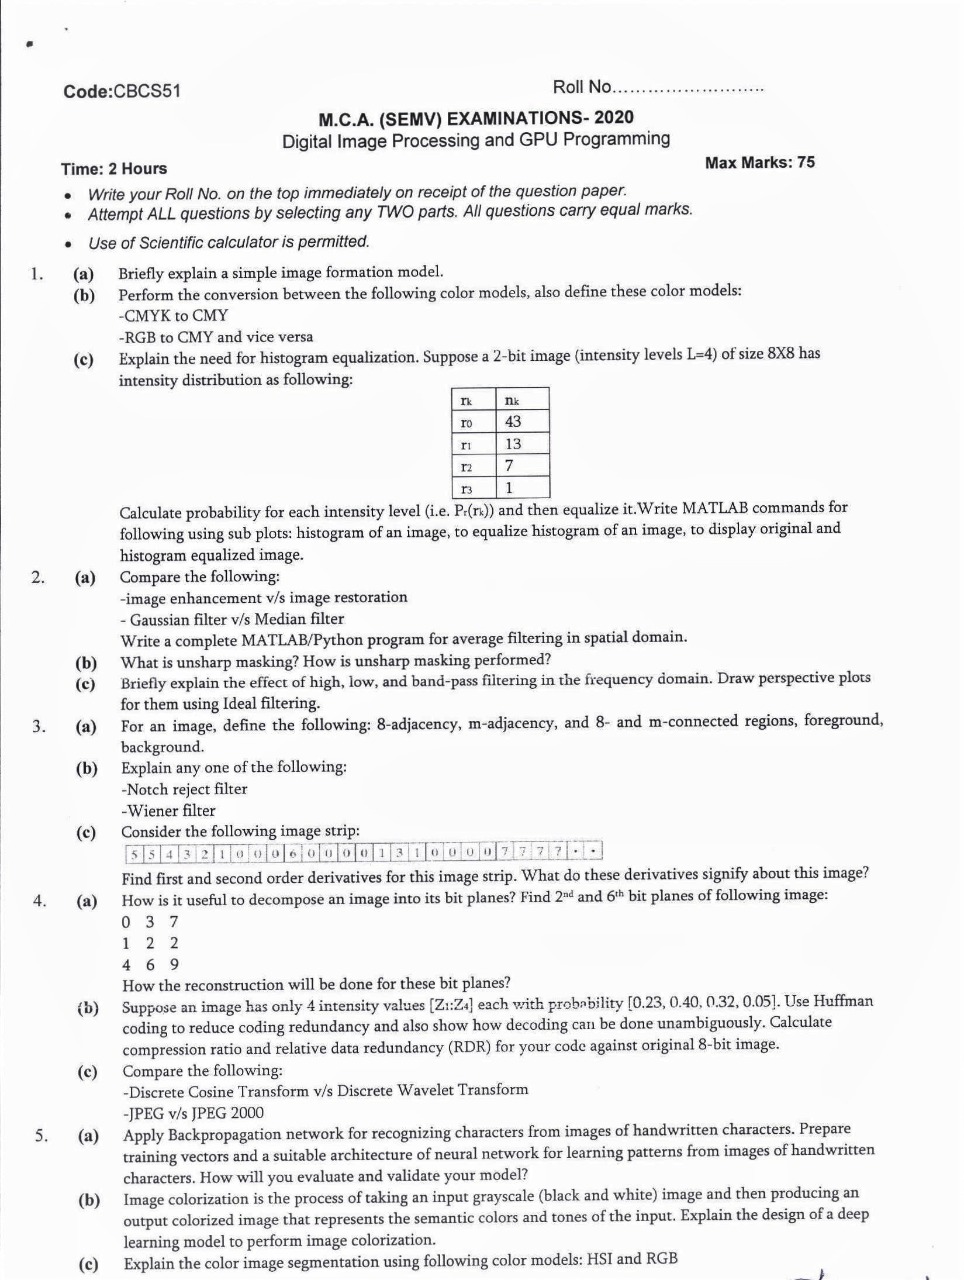 Code:CBCS51
Roll No..........................
M.C.A. (SEMV) EXAMINATIONS- 2020
Digital Image Processing and GPU Programming
Time: 2 Hours
Max Marks: 75
• Write your Roll No. on the top immediately on receipt of the question paper.
• Attempt ALL questions by selecting any TWO parts. All questions carry equal marks.
• Use of Scientific calculator is permitted.
1. (a) Briefly explain a simple image formation model.
(b) Perform the conversion between the following color models, also define these color models:
-CMYK to CMY
-RGB to CMY and vice versa
(c) Explain the need for histogram equalization. Suppose a 2-bit image (intensity levels L=4) of size 8X8 has
intensity distribution as following:
rk nk
r0 43
r1 13
r2 7
r3 1
Calculate probability for each intensity level (i.e. Pr(rk)) and then equalize it.Write MATLAB commands for
following using sub plots: histogram of an image, to equalize histogram of an image, to display original and
histogram equalized image.
2. (a) Compare the following:
-image enhancement v/s image restoration
- Gaussian filter v/s Median filter
Write a complete MATLAB/Python program for average filtering in spatial domain.
(b) What is unsharp masking? How is unsharp masking performed?
(c) Briefly explain the effect of high, low, and band-pass filtering in the frequency domain. Draw perspective plots
for them using Ideal filtering.
3. (a) For an image, define the following: 8-adjacency, m-adjacency, and 8- and m-connected regions, foreground,
background.
(b) Explain any one of the following:
-Notch reject filter
-Wiener filter
(c) Consider the following image strip:
5 5 4 3 2 1 0 0 0 6 0 0 0 0 1 3 1 0 0 0 0 7 7 7 7 · ·
Find first and second order derivatives for this image strip. What do these derivatives signify about this image?
4. (a) How is it useful to decompose an image into its bit planes? Find 2nd and 6th bit planes of following image:
0 3 7
1 2 2
4 6 9
How the reconstruction will be done for these bit planes?
(b) Suppose an image has only 4 intensity values [Z1:Z4] each with probability [0.23, 0.40, 0.32, 0.05]. Use Huffman
coding to reduce coding redundancy and also show how decoding can be done unambiguously. Calculate
compression ratio and relative data redundancy (RDR) for your code against original 8-bit image.
(c) Compare the following:
-Discrete Cosine Transform v/s Discrete Wavelet Transform
-JPEG v/s JPEG 2000
5. (a) Apply Backpropagation network for recognizing characters from images of handwritten characters. Prepare
training vectors and a suitable architecture of neural network for learning patterns from images of handwritten
characters. How will you evaluate and validate your model?
(b) Image colorization is the process of taking an input grayscale (black and white) image and then producing an
output colorized image that represents the semantic colors and tones of the input. Explain the design of a deep
learning model to perform image colorization.
(c) Explain the color image segmentation using following color models: HSI and RGB